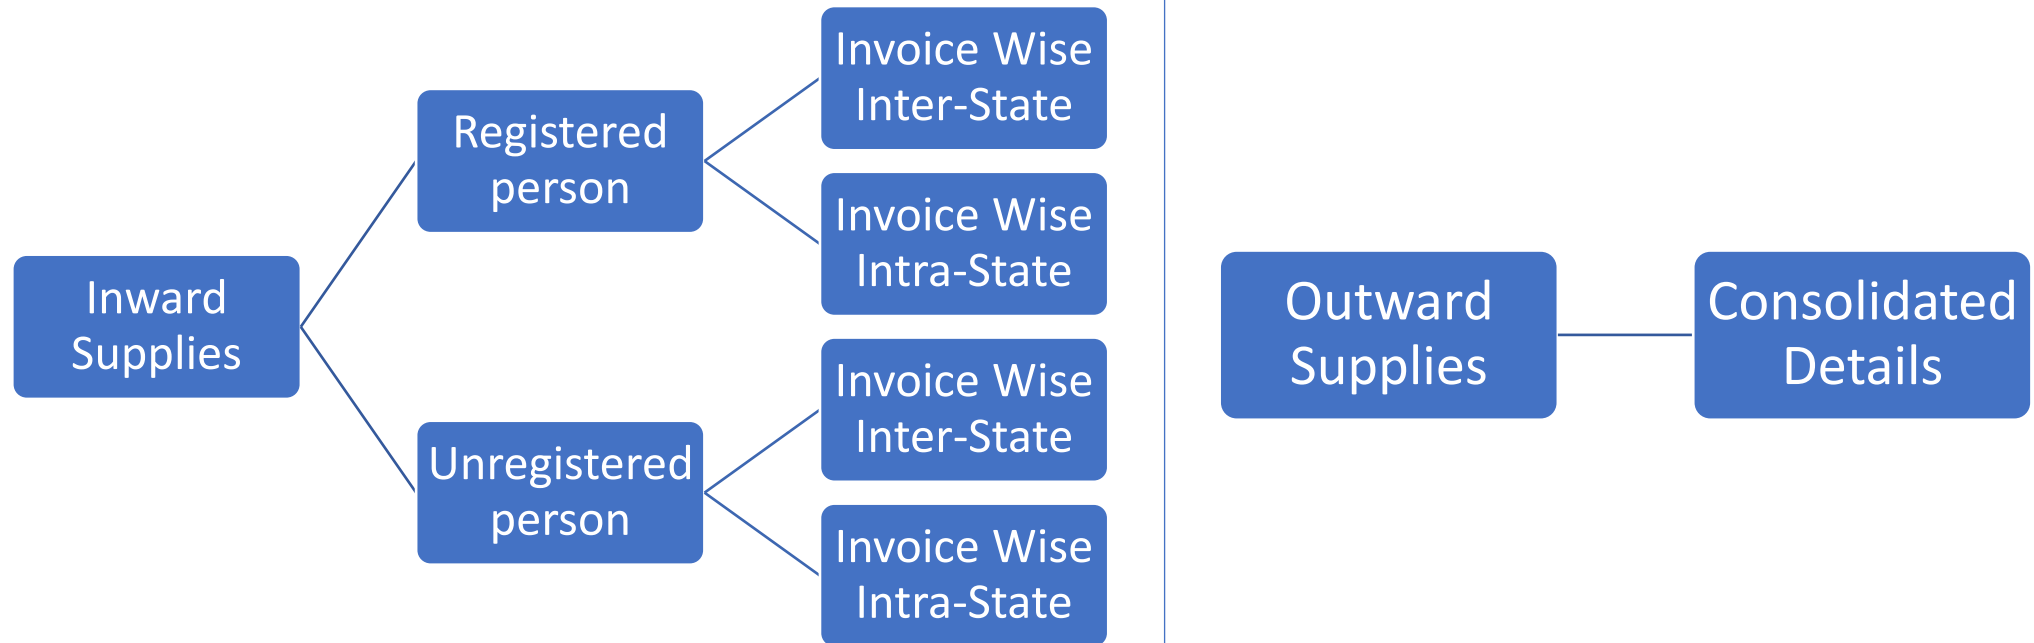 Inward
Supplies
Registered
person
Invoice Wise
Inter-State
Invoice Wise
Intra-State
Unregistered
person
Invoice Wise
Inter-State
Invoice Wise
Intra-State
Outward
Supplies
Consolidated
Details